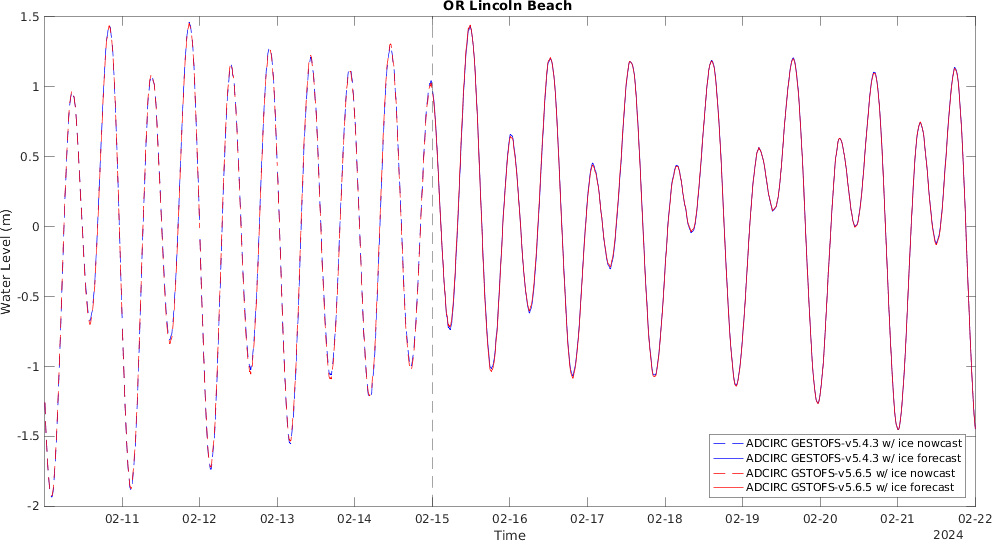 OR Lincoln Beach
1.5
1
0.5
0
-0.5
-1
-1.5
-2
Water Level (m)
ADCIRC GESTOFS-v5.4.3 w/ ice nowcast
ADCIRC GESTOFS-v5.4.3 w/ ice forecast
ADCIRC GSTOFS-v5.6.5 w/ ice nowcast
ADCIRC GSTOFS-v5.6.5 w/ ice forecast
02-11 02-12 02-13 02-14 02-15 02-16 02-17 02-18 02-19 02-20 02-21 02-22
Time
2024